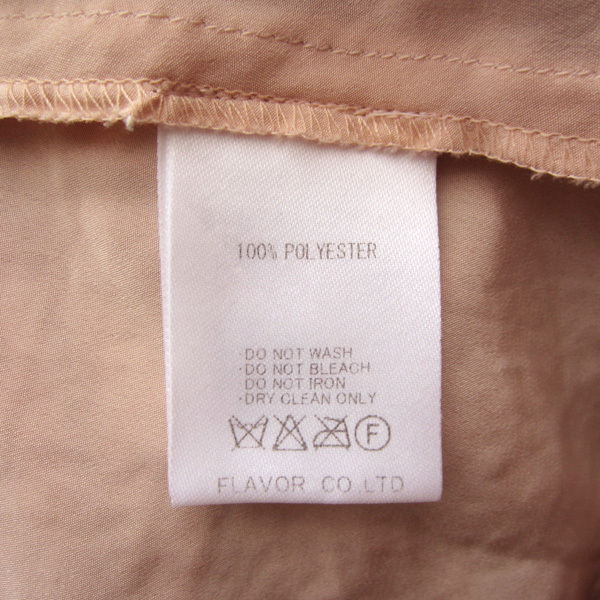 100% POLYESTER
·DO NOT WASH
·DO NOT BLEACH
DO NOT IRON
·DRY CLEAN ONLY
F
FLAVOR CO LTD